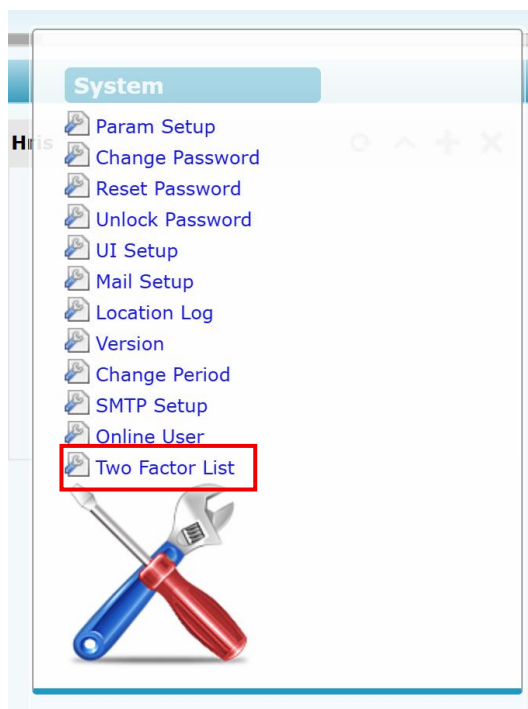 System
Param Setup
Hris
Change Password
Reset Password
Unlock Password
UI Setup
Mail Setup
Location Log
Version
Change Period
SMTP Setup
Online User
Two Factor List